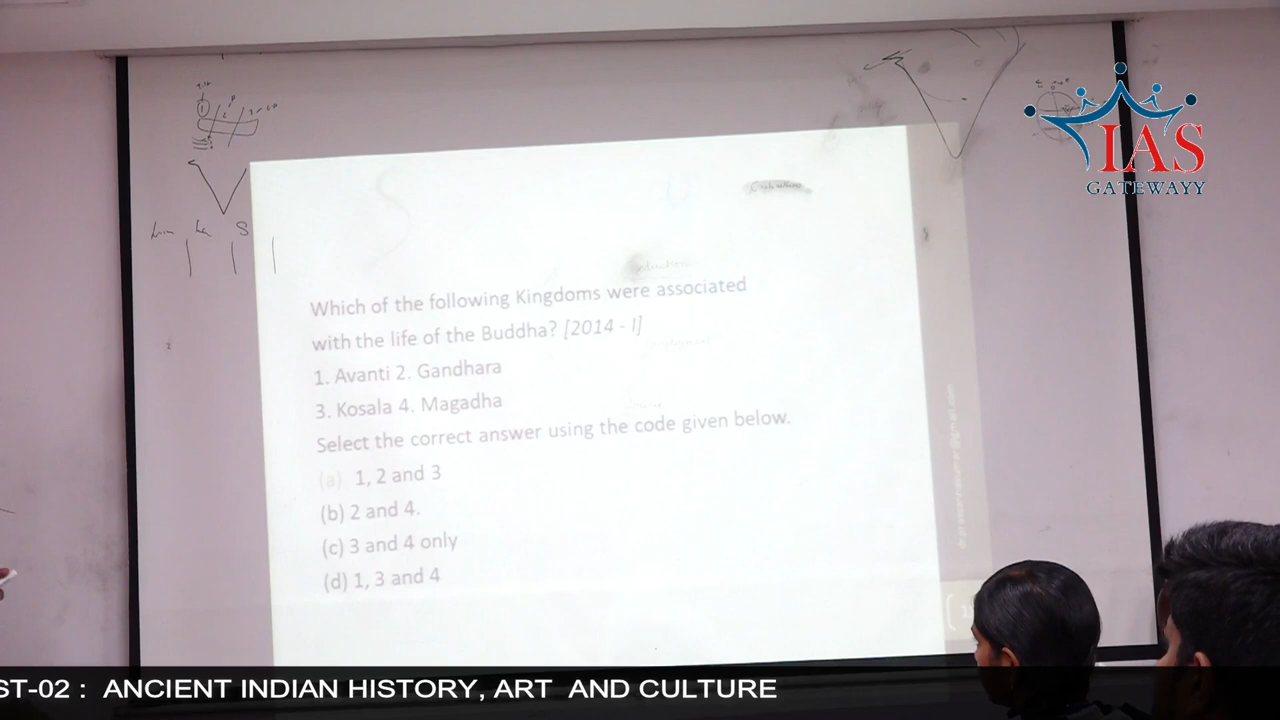 IAS
GATEWAYY
Which of the following Kingdoms were associated
with the life of the Buddha? [2014 - I]
1. Avanti 2. Gandhara
3. Kosala 4. Magadha
Select the correct answer using the code given below.
(a) 1, 2 and 3
(b) 2 and 4.
(c) 3 and 4 only
(d) 1, 3 and 4
ST-02 : ANCIENT INDIAN HISTORY, ART AND CULTURE